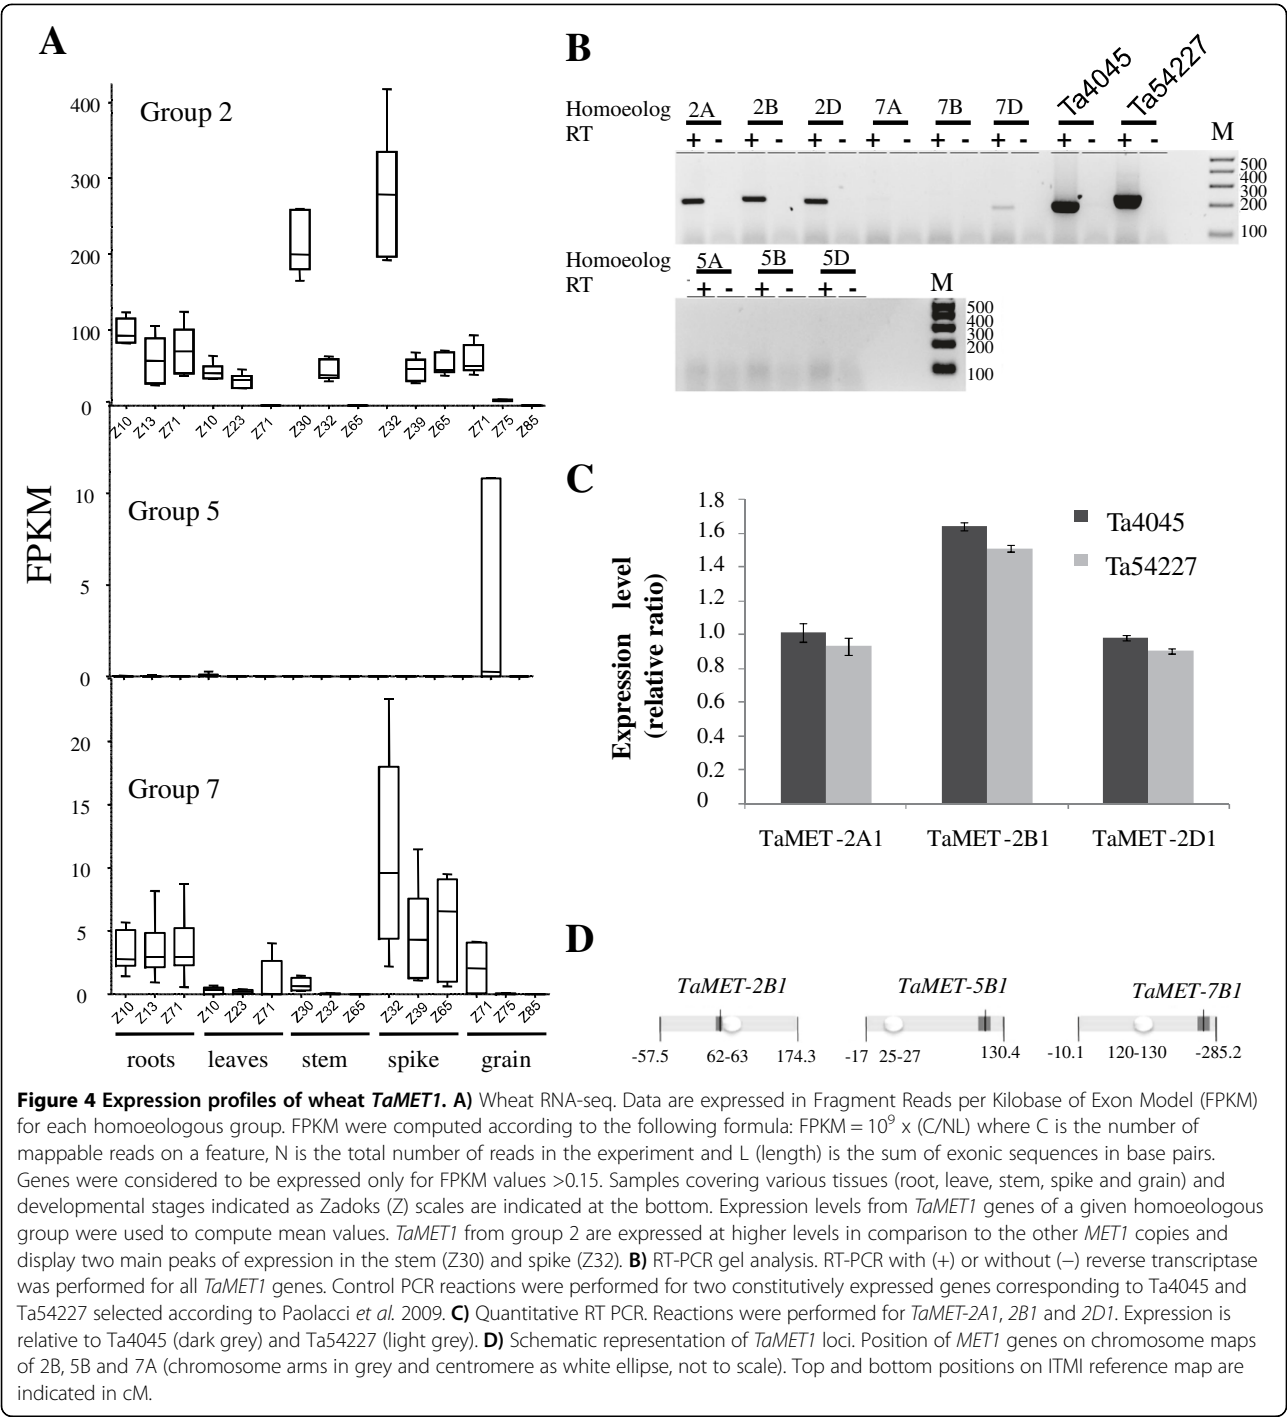 A
Group 2
400
300
200
100
0
Z10 Z13 Z71 Z10 Z23 Z71 Z30 Z32 Z65 Z32 Z39 Z65 Z71 Z75 Z85
FPKM
Group 5
10
5
0
Group 7
20
15
10
5
0
Z10 Z13 Z71 Z10 Z23 Z71 Z30 Z32 Z65 Z32 Z39 Z65 Z71 Z75 Z85
roots leaves stem spike grain
B
Homoeolog 2A 2B 2D 7A 7B 7D Ta4045 Ta54227
RT + - + - + - + - + - + - + - + - M
500
400
300
200
100
Homoeolog 5A 5B 5D
RT + - + - + - M
500
400
300
200
100
C
Expression level
(relative ratio)
1.8
1.6
1.4
1.2
1.0
0.8
0.6
0.4
0.2
0
Ta4045
Ta54227
TaMET-2A1 TaMET-2B1 TaMET-2D1
D
TaMET-2B1 TaMET-5B1 TaMET-7B1
-57.5 62-63 174.3 -17 25-27 130.4 -10.1 120-130 -285.2
Figure 4 Expression profiles of wheat TaMET1. A) Wheat RNA-seq. Data are expressed in Fragment Reads per Kilobase of Exon Model (FPKM)
for each homoeologous group. FPKM were computed according to the following formula: FPKM = 10⁹ x (C/NL) where C is the number of
mappable reads on a feature, N is the total number of reads in the experiment and L (length) is the sum of exonic sequences in base pairs.
Genes were considered to be expressed only for FPKM values >0.15. Samples covering various tissues (root, leave, stem, spike and grain) and
developmental stages indicated as Zadoks (Z) scales are indicated at the bottom. Expression levels from TaMET1 genes of a given homoeologous
group were used to compute mean values. TaMET1 from group 2 are expressed at higher levels in comparison to the other MET1 copies and
display two main peaks of expression in the stem (Z30) and spike (Z32). B) RT-PCR gel analysis. RT-PCR with (+) or without (−) reverse transcriptase
was performed for all TaMET1 genes. Control PCR reactions were performed for two constitutively expressed genes corresponding to Ta4045 and
Ta54227 selected according to Paolacci et al. 2009. C) Quantitative RT PCR. Reactions were performed for TaMET-2A1, 2B1 and 2D1. Expression is
relative to Ta4045 (dark grey) and Ta54227 (light grey). D) Schematic representation of TaMET1 loci. Position of MET1 genes on chromosome maps
of 2B, 5B and 7A (chromosome arms in grey and centromere as white ellipse, not to scale). Top and bottom positions on ITMI reference map are
indicated in cM.